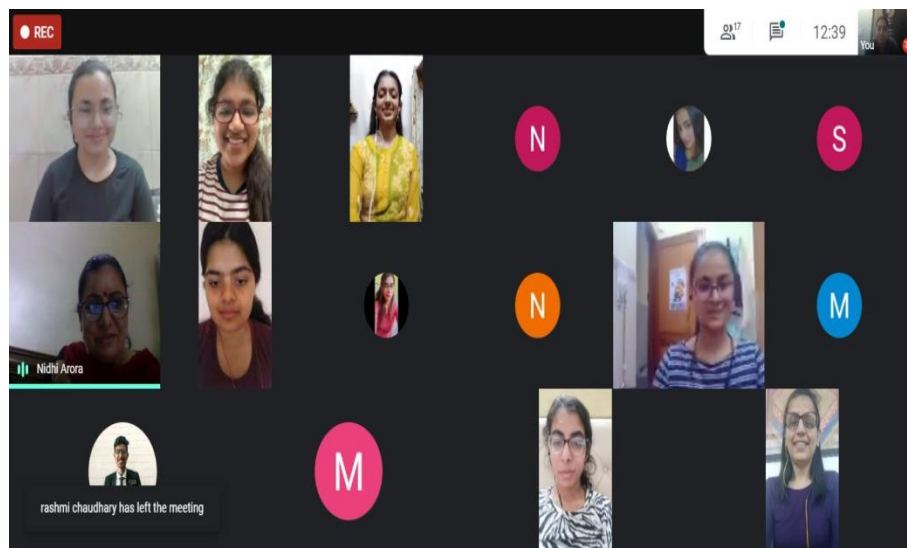 REC
17
12:39
You
N
S
N
M
Nidhi Arora
M
rashmi chaudhary has left the meeting